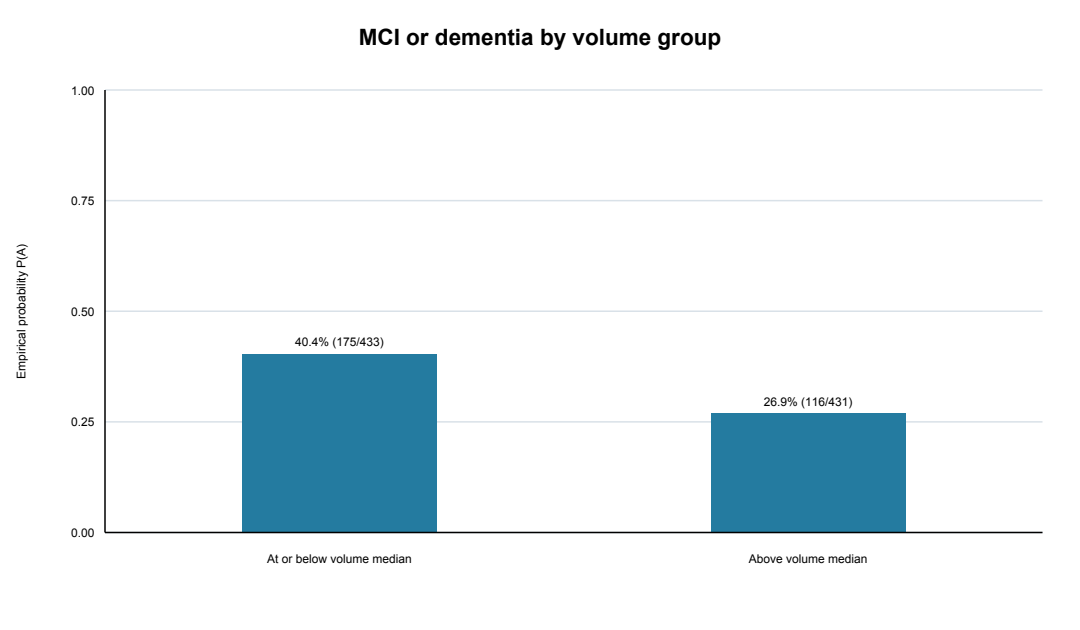 MCI or dementia by volume group
1.00
0.75
0.50
0.25
0.00
Empirical probability P(A)
40.4% (175/433)
26.9% (116/431)
At or below volume median
Above volume median